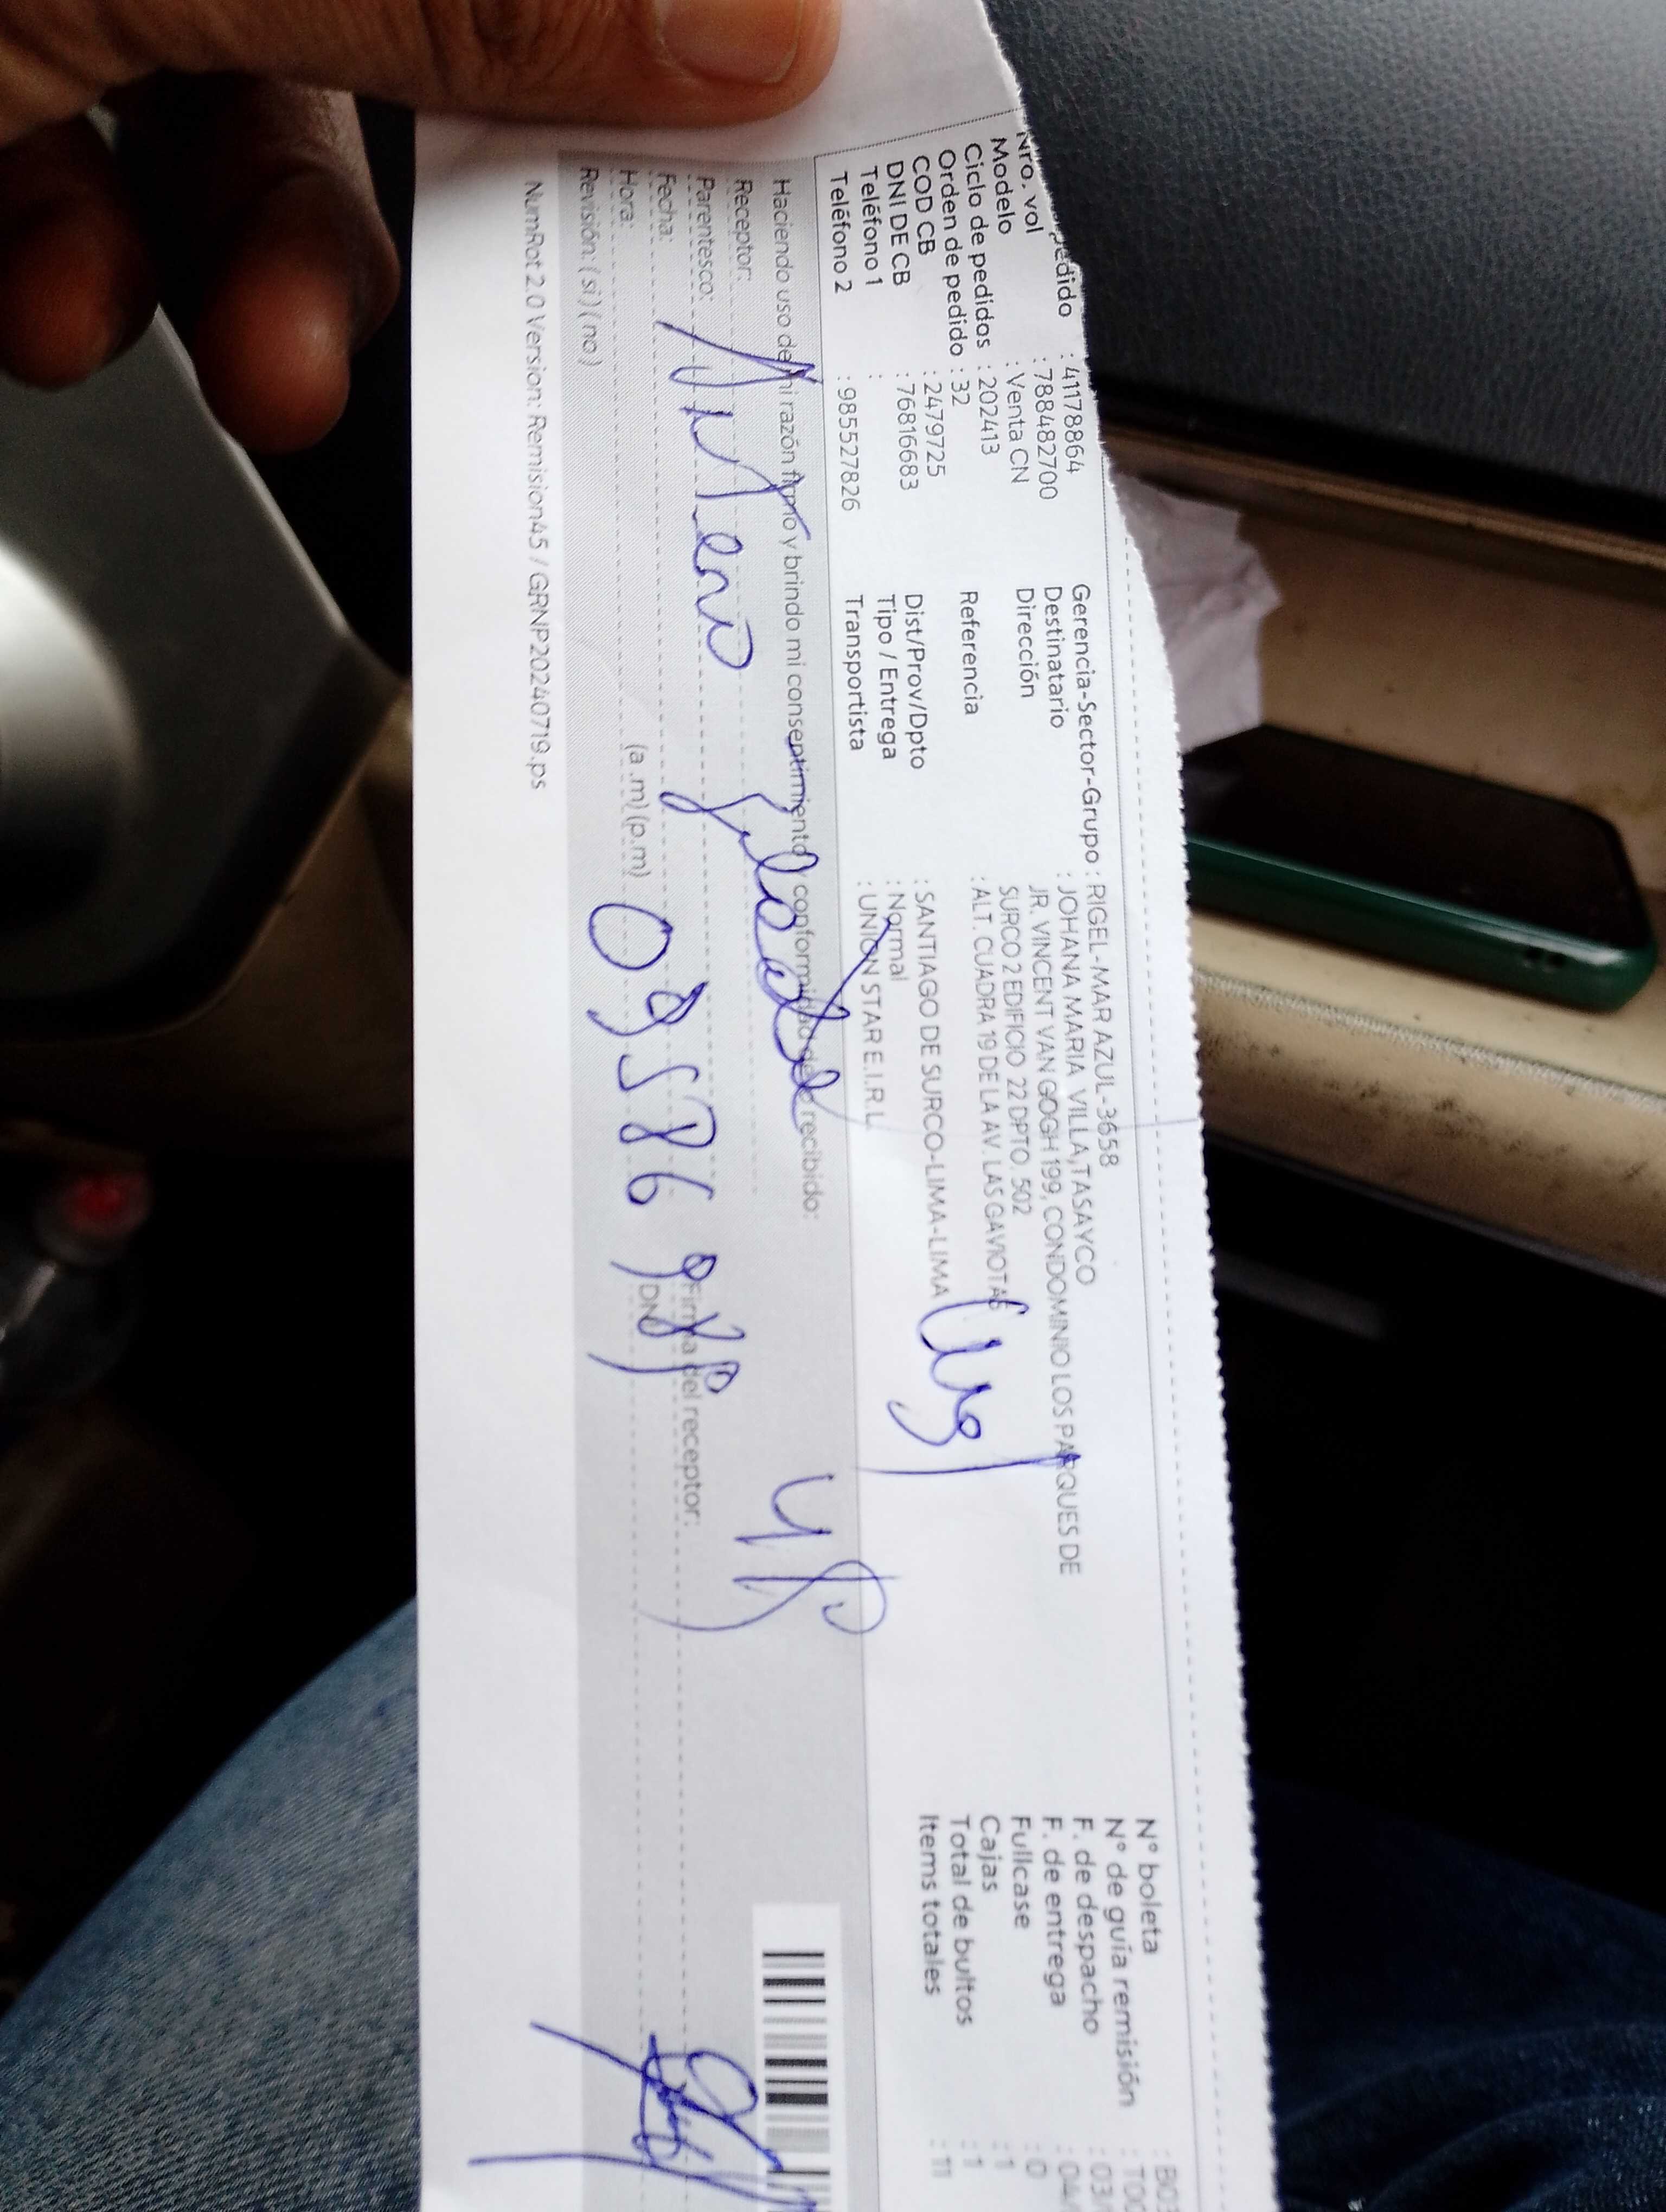 pedido : 41178864
Nro. vol : 788482700
Modelo : Venta CN
Ciclo de pedidos : 202413
Orden de pedido : 32
COD CB : 2479725
DNI DE CB : 76816683
Teléfono 1 :
Teléfono 2 : 985527826
Gerencia-Sector-Grupo : RIGEL-MAR AZUL-3658
Destinatario : JOHANA MARIA VILLA,TASAYCO
Dirección JR. VINCENT VAN GOGH 199, CONDOMINIO LOS PARQUES DE
SURCO 2 EDIFICIO 22 DPTO. 502
Referencia : ALT. CUADRA 19 DE LA AV. LAS GAVIOTAS
Dist/Prov/Dpto : SANTIAGO DE SURCO-LIMA-LIMA
Tipo / Entrega : Normal
Transportista : UNION STAR E.I.R.L
N° boleta : B03
N° de guía remisión
F. de despacho : 03/
F. de entrega : 04/
Fullcase : 0
Cajas : 1
Total de bultos : 1
Items totales : 11
Haciendo uso de mi razón firmo y brindo mi consentimiento y conformidad de lo recibido:
Receptor:
Parentesco:
Fecha:
Hora: (a.m) (p.m)
Revisión: ( si ) ( no )
Firma del receptor:
DNI
NumRot 2.0 Version: Remision45 / GRNP20240719.ps